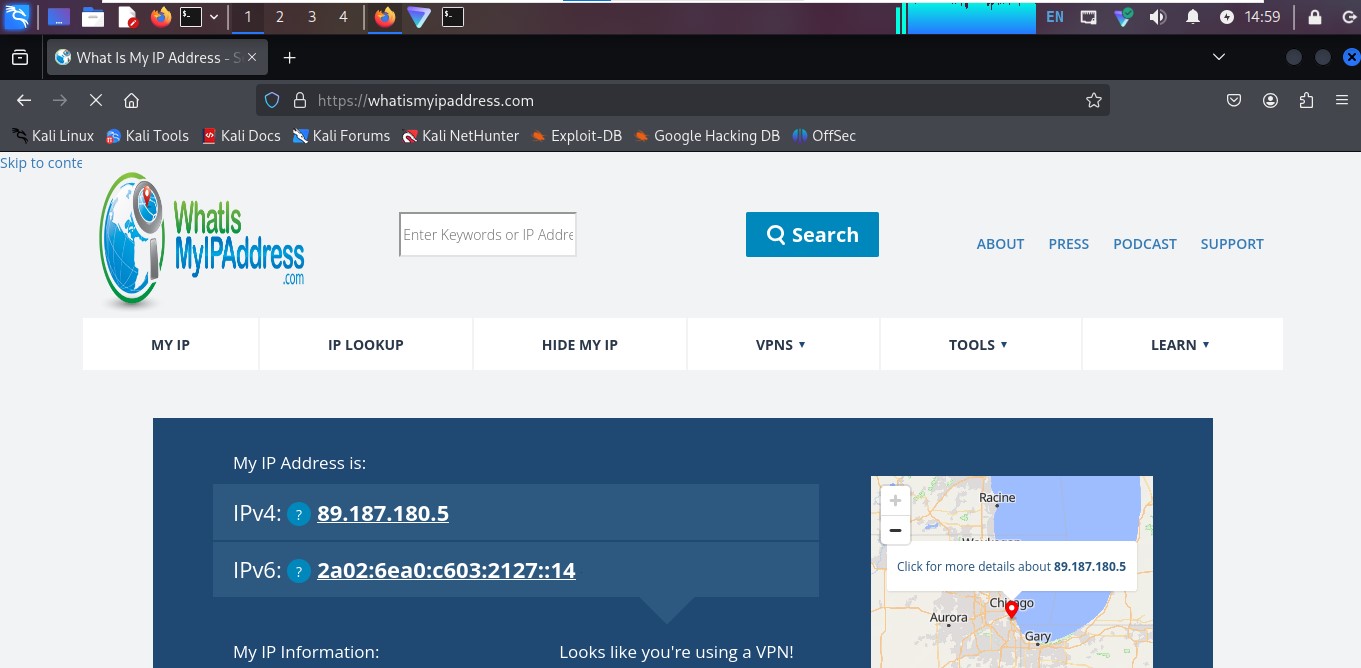 1 2 3 4 EN 14:59
What Is My IP Address - S
https://whatismyipaddress.com
Kali Linux Kali Tools Kali Docs Kali Forums Kali NetHunter Exploit-DB Google Hacking DB OffSec
Skip to conte
WhatIs
MyIPAddress
.com
Enter Keywords or IP Addre
Search
ABOUT PRESS PODCAST SUPPORT
MY IP IP LOOKUP HIDE MY IP VPNS ▼ TOOLS ▼ LEARN ▼
My IP Address is:
IPv4: ? 89.187.180.5
IPv6: ? 2a02:6ea0:c603:2127::14
My IP Information: Looks like you're using a VPN!
+
−
Racine
Click for more details about 89.187.180.5
Chicago
Aurora
Gary